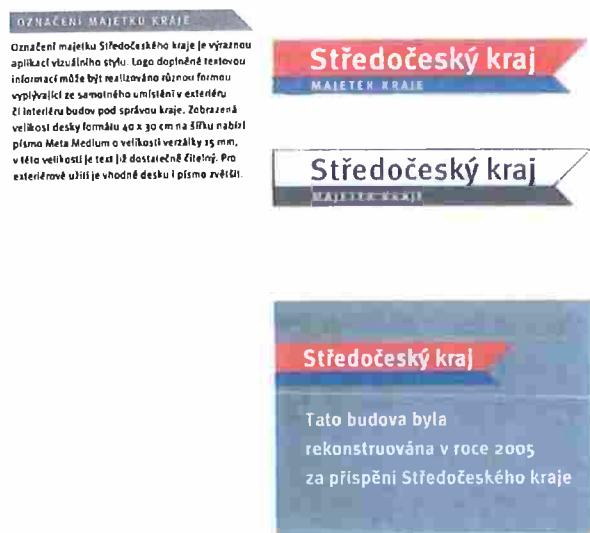 OZNAČENÍ MAJETKU KRAJE
Označení majetku Středočeského kraje je výraznou
aplikací vizuálního stylu. Logo doplněné textovou
informací může být realizováno různou formou
vyplývající ze samotného umístění v exteriéru
či interiéru budov pod správou kraje. Zobrazená
velikost desky formátu 40 x 30 cm na šířku nabízí
písmo Meta Medium o velikosti verzálky 15 mm,
v této velikosti je text již dostatečně čitelný. Pro
exteriérové užití je vhodné desku i písmo zvětšit.
Středočeský kraj
MAJETEK KRAJE
Středočeský kraj
MAJETEK KRAJE
Středočeský kraj
Tato budova byla
rekonstruována v roce 2005
za přispění Středočeského kraje